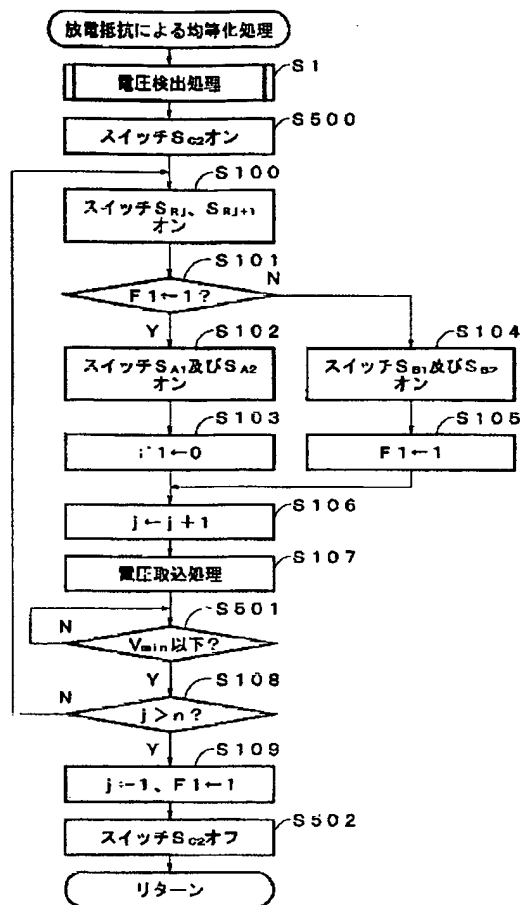 放電抵抗による均等化処理
S1
電圧検出処理
S500
スイッチSC2オン
S100
スイッチSRj、SRj+1
オン
S101
F1←1?
N
Y
S102
S104
スイッチSA1及びSA2
オン
スイッチSB1及びSB2
オン
S103
S105
F1←1
j←j+1
S106
S107
電圧取込処理
S501
N
Vmin以下?
Y
S108
N
j>n?
Y
S109
j←1、F1←1
S502
スイッチSC2オフ
リターン